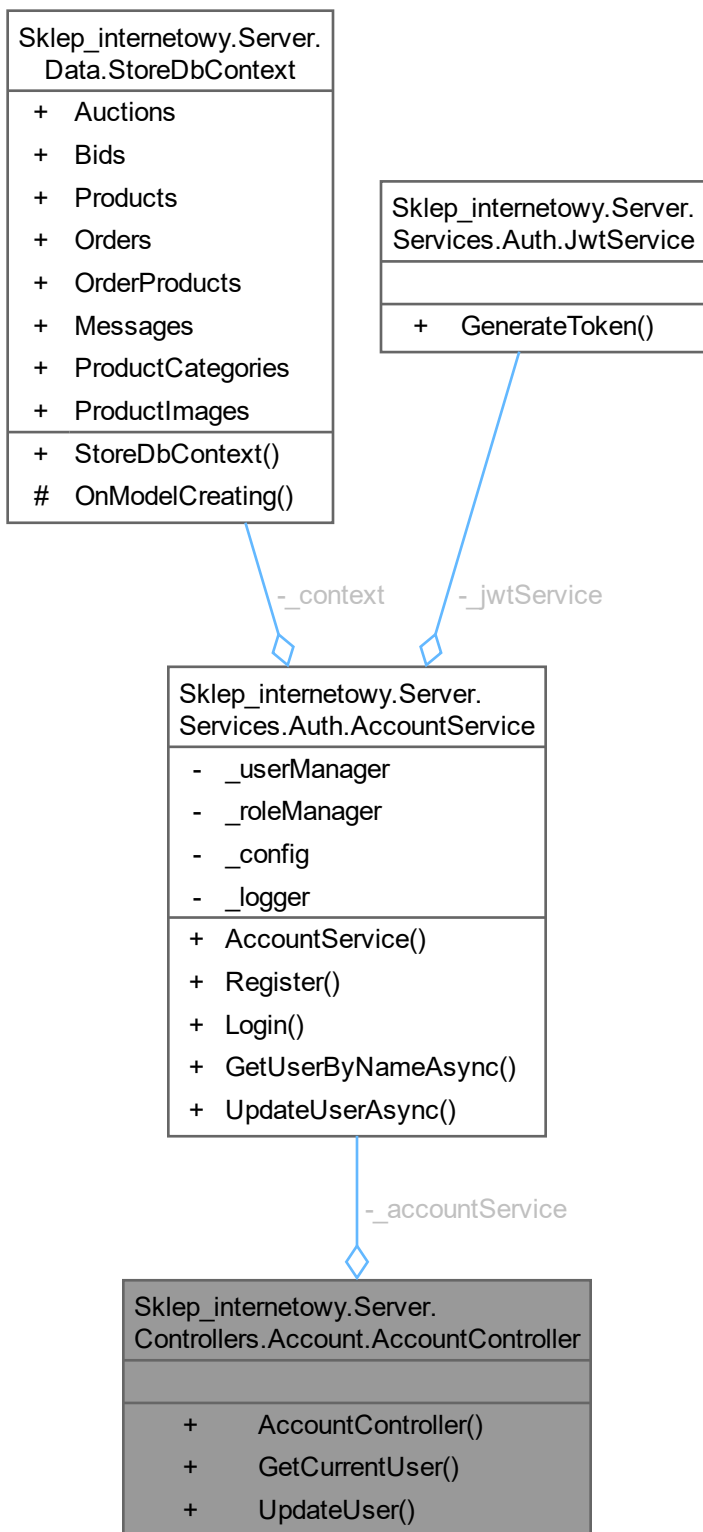 Sklep_internetowy.Server.
Data.StoreDbContext
+ Auctions
+ Bids
+ Products
+ Orders
+ OrderProducts
+ Messages
+ ProductCategories
+ ProductImages
+ StoreDbContext()
# OnModelCreating()
Sklep_internetowy.Server.
Services.Auth.JwtService
+ GenerateToken()
-_context
-_jwtService
Sklep_internetowy.Server.
Services.Auth.AccountService
- _userManager
- _roleManager
- _config
- _logger
+ AccountService()
+ Register()
+ Login()
+ GetUserByNameAsync()
+ UpdateUserAsync()
-_accountService
Sklep_internetowy.Server.
Controllers.Account.AccountController
+ AccountController()
+ GetCurrentUser()
+ UpdateUser()